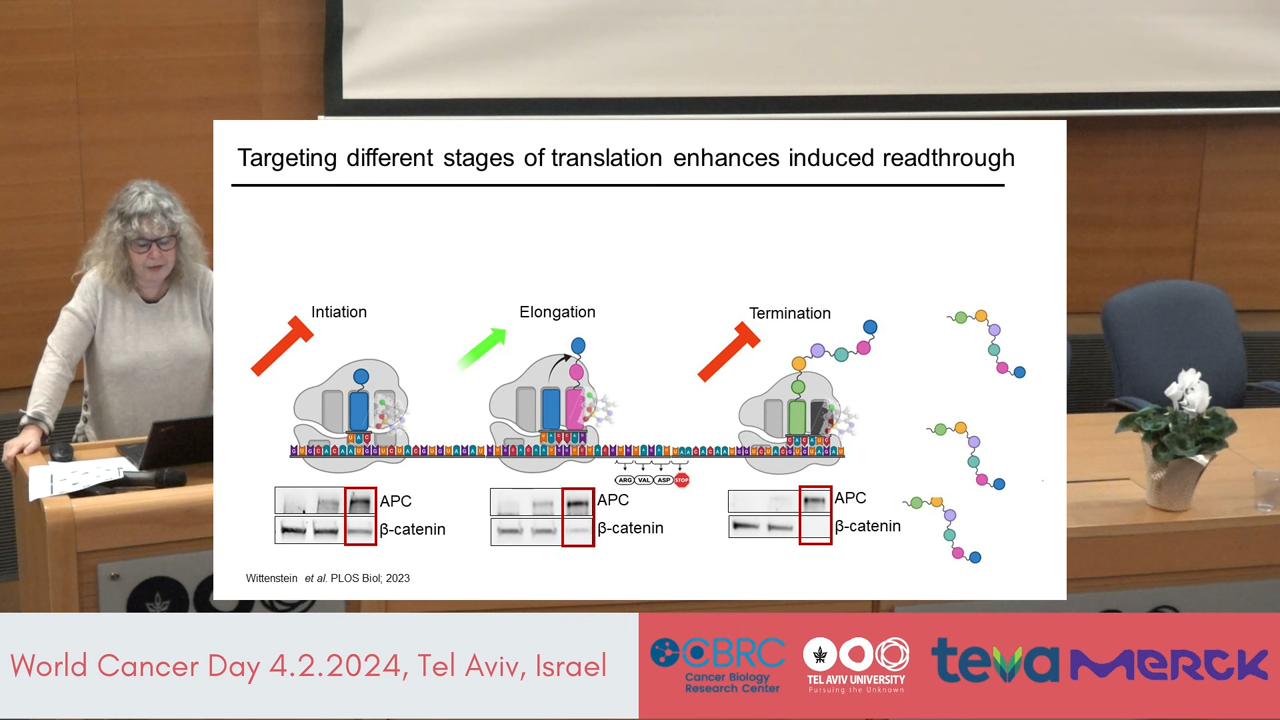 Targeting different stages of translation enhances induced readthrough
Intiation
Elongation
Termination
UAC
ARG VAL ASP STOP
APC
β-catenin
APC
β-catenin
APC
β-catenin
Wittenstein et al. PLOS Biol; 2023
World Cancer Day 4.2.2024, Tel Aviv, Israel
CBRC
Cancer Biology
Research Center
TEL AVIV UNIVERSITY
Pursuing the Unknown
teva
MERCK